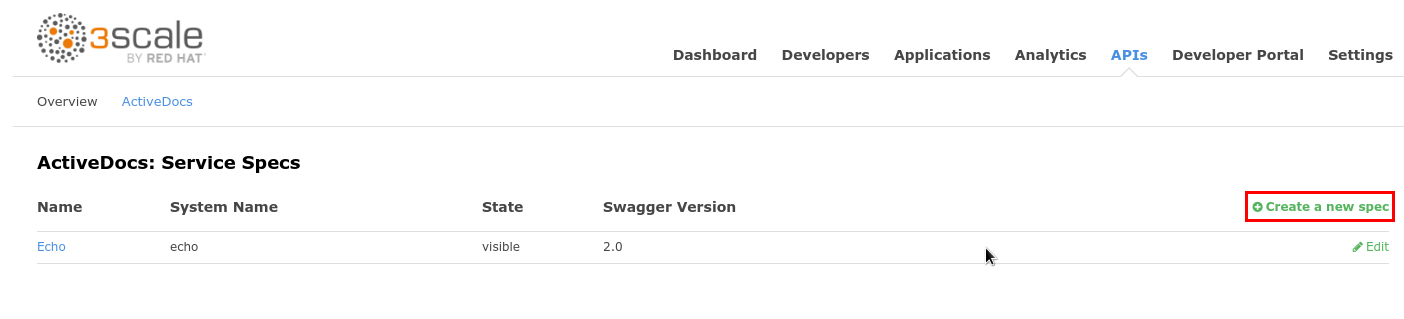 3scale
BY RED HAT
Dashboard Developers Applications Analytics APIs Developer Portal Settings
Overview ActiveDocs
ActiveDocs: Service Specs
Name System Name State Swagger Version Create a new spec
Echo echo visible 2.0 Edit